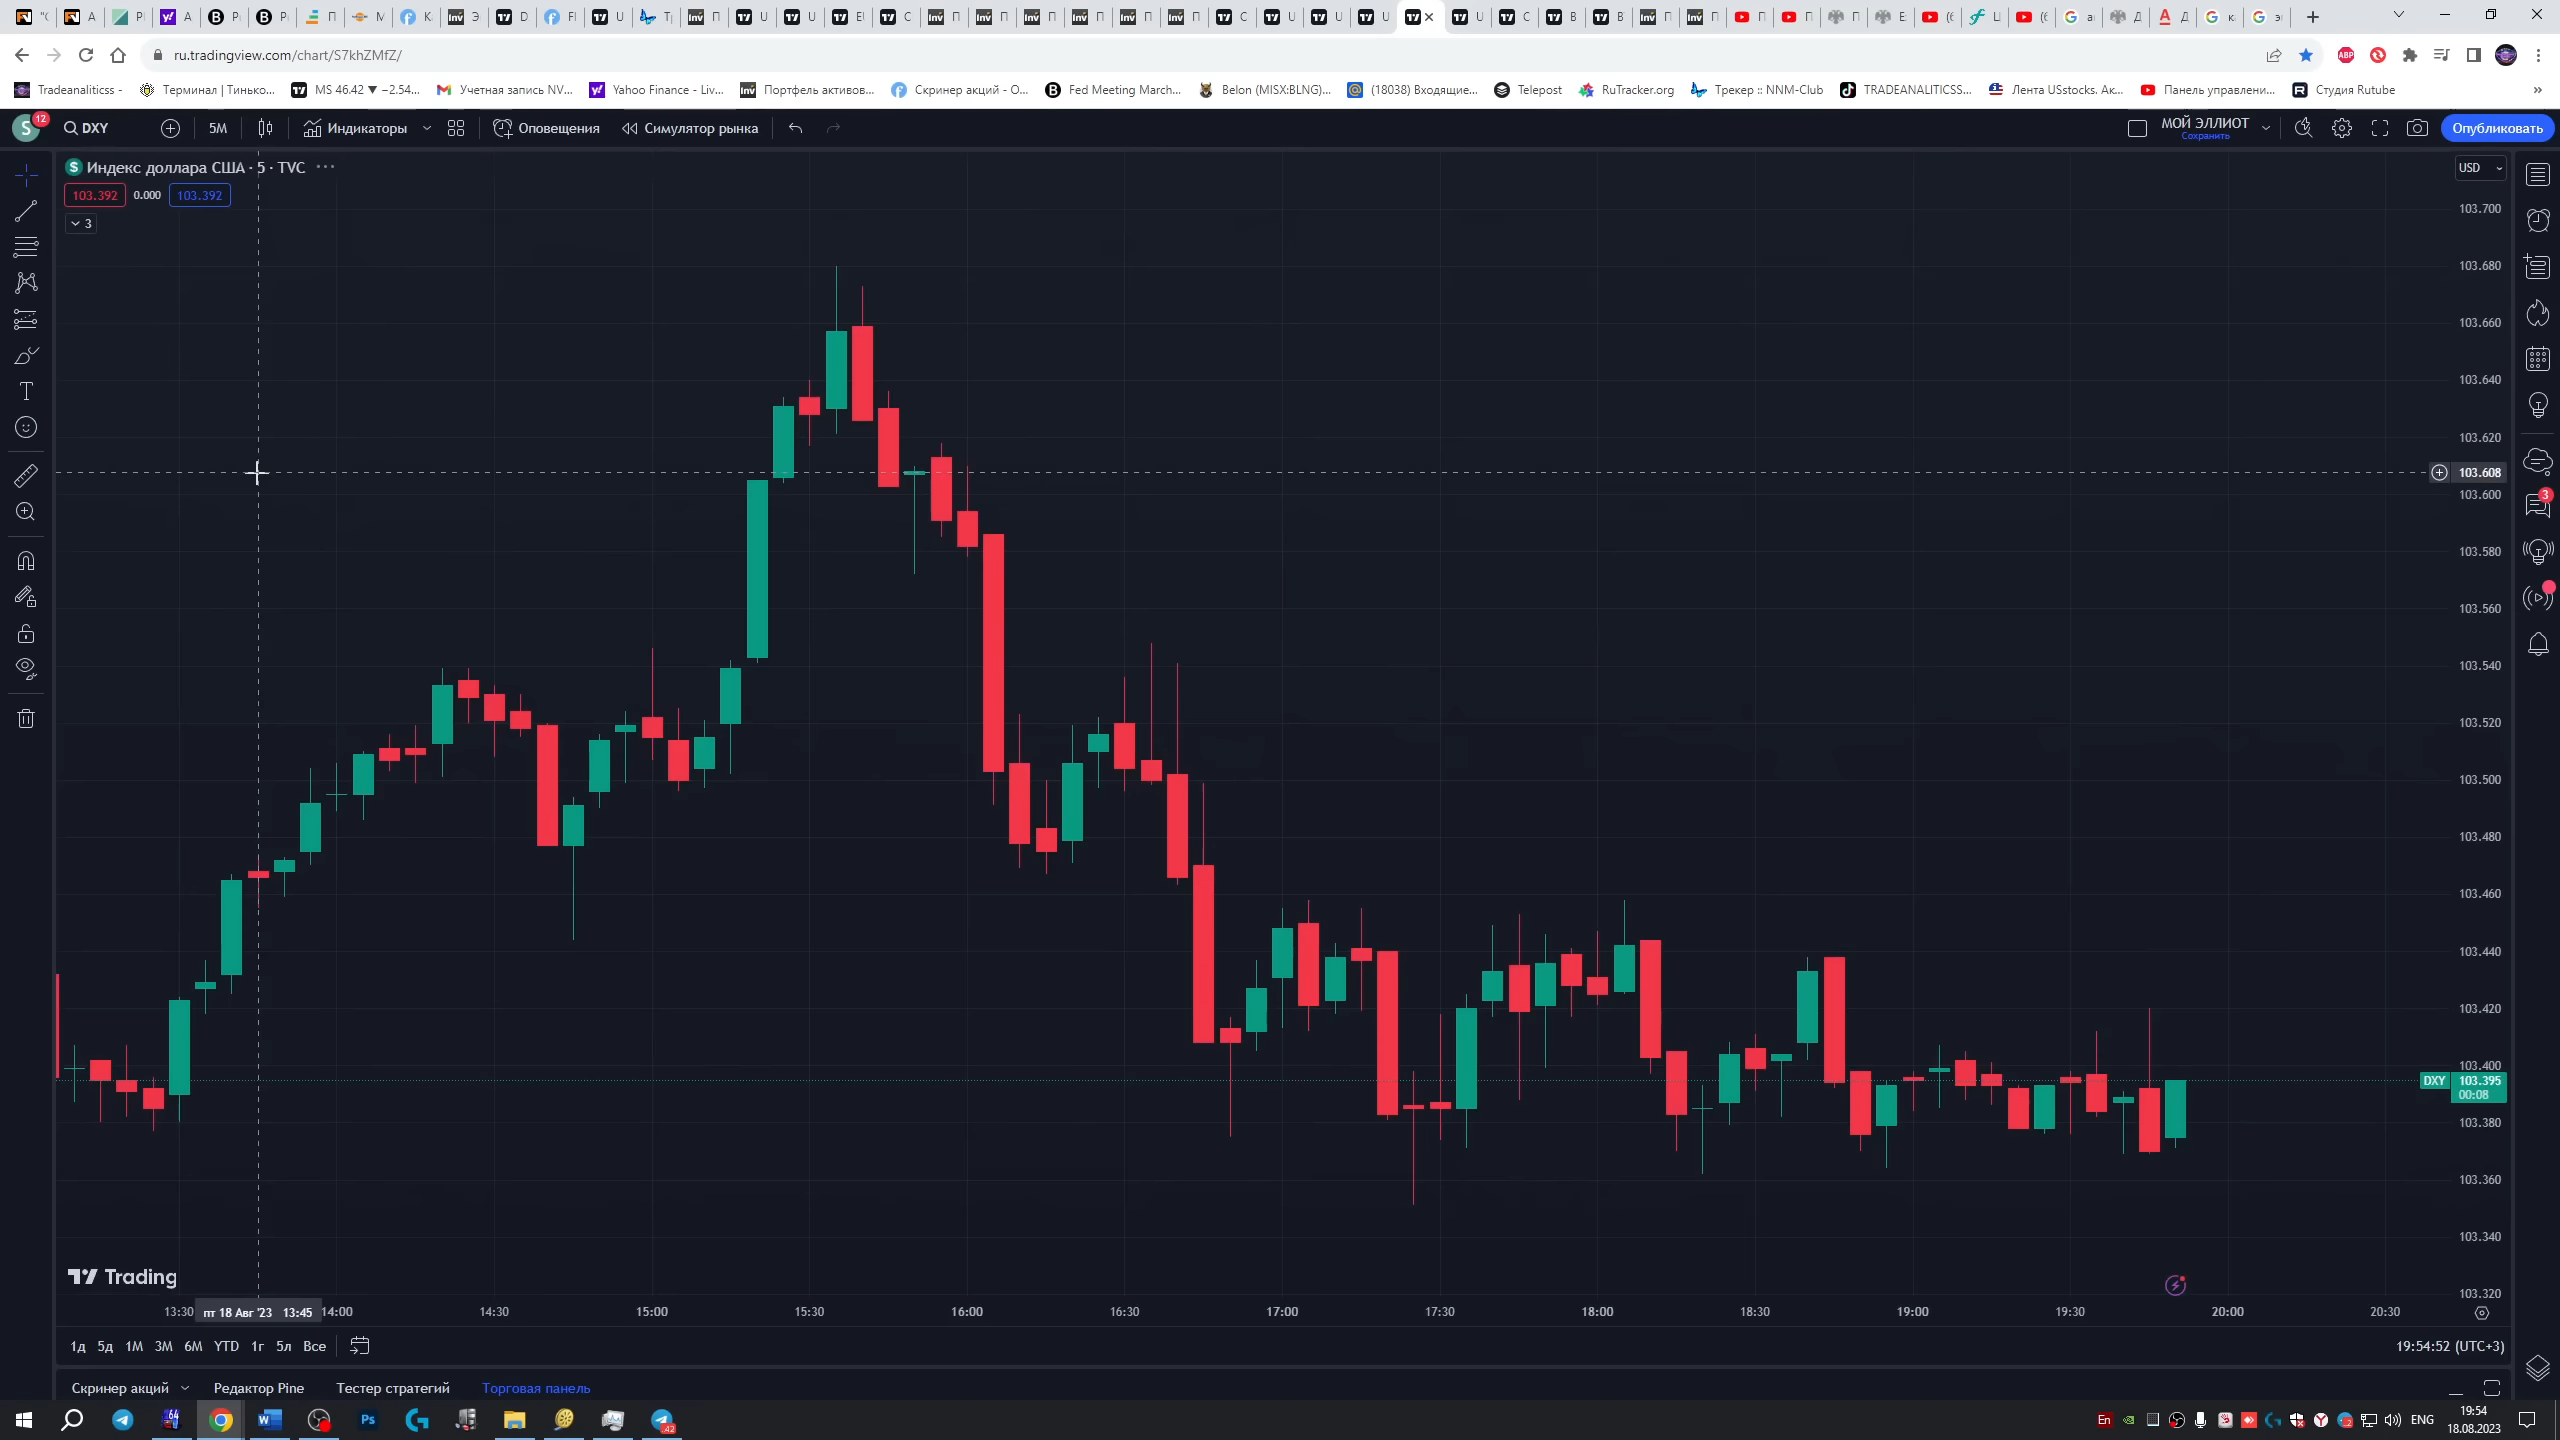 ru.tradingview.com/chart/S7khZMfZ/
Tradeanaliticss -
Терминал | Тинько...
MS 46.42 ▼ −2.54...
Учетная запись NV...
Yahoo Finance - Liv...
Портфель активов...
Скринер акций - О...
Fed Meeting March...
Belon (MISX:BLNG)...
(18038) Входящие...
Telepost
RuTracker.org
Трекер :: NNM-Club
TRADEANALITICSS...
Лента USstocks. Ак...
Панель управлени...
Студия Rutube
S 12
DXY
5М
Индикаторы
Оповещения
Симулятор рынка
МОЙ ЭЛЛИОТ
Сохранить
Опубликовать
Индекс доллара США · 5 · TVC
USD
103.392
0.000
103.392
3
103.700
103.680
103.660
103.640
103.620
103.608
103.600
103.580
103.560
103.540
103.520
103.500
103.480
103.460
103.440
103.420
103.400
DXY 103.395
00:08
103.380
103.360
103.340
103.320
Trading
13:30
пт 18 Авг '23 13:45
14:00
14:30
15:00
15:30
16:00
16:30
17:00
17:30
18:00
18:30
19:00
19:30
20:00
20:30
1д 5д 1М 3М 6М YTD 1г 5л Все
19:54:52 (UTC+3)
Скринер акций
Редактор Pine
Тестер стратегий
Торговая панель
ENG
19:54
18.08.2023